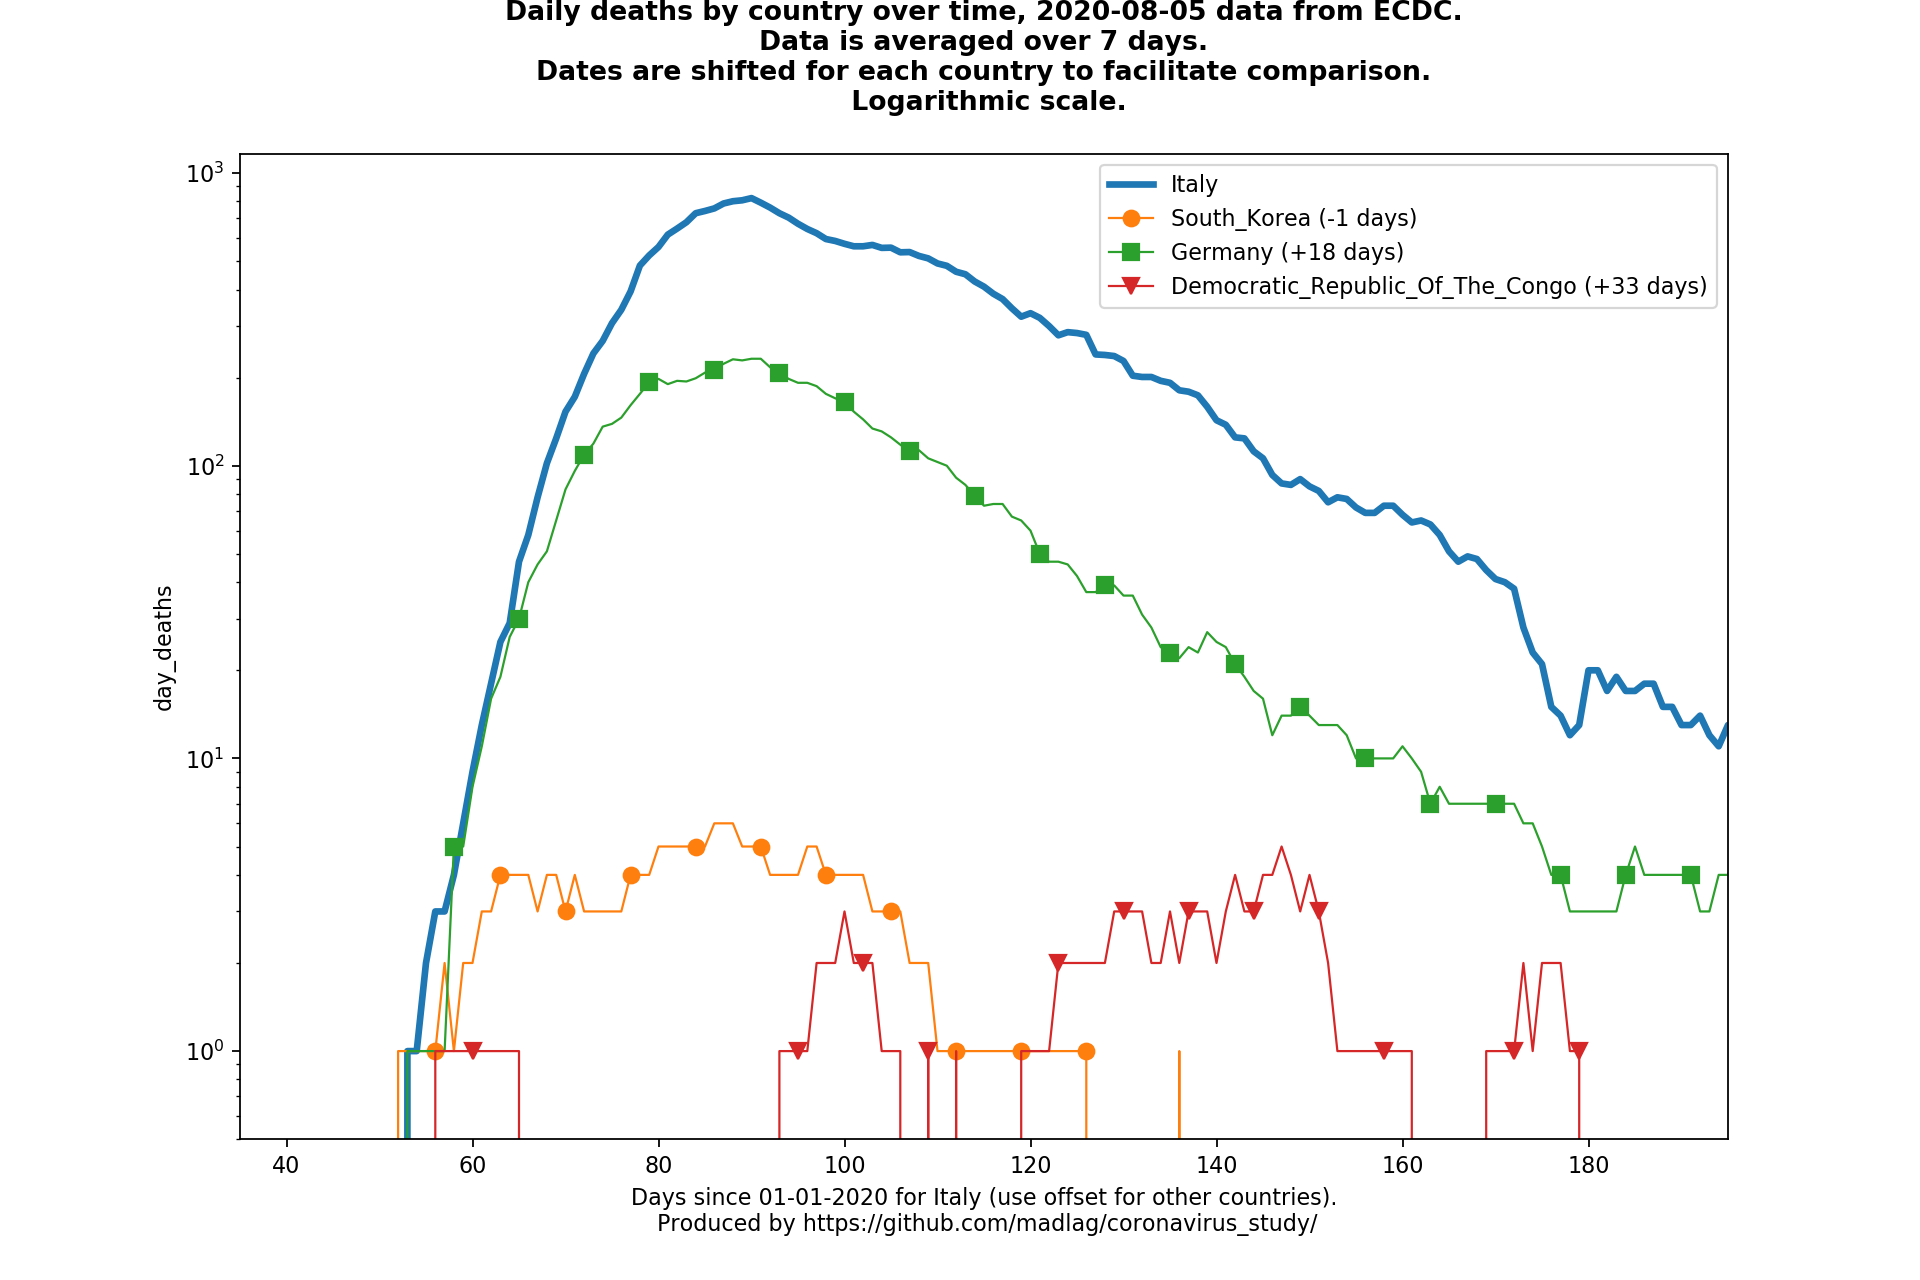 Daily deaths by country over time, 2020-08-05 data from ECDC.
Data is averaged over 7 days.
Dates are shifted for each country to facilitate comparison.
Logarithmic scale.
10³
10²
10¹
10⁰
day_deaths
Italy
South_Korea (-1 days)
Germany (+18 days)
Democratic_Republic_Of_The_Congo (+33 days)
40 60 80 100 120 140 160 180
Days since 01-01-2020 for Italy (use offset for other countries).
Produced by https://github.com/madlag/coronavirus_study/